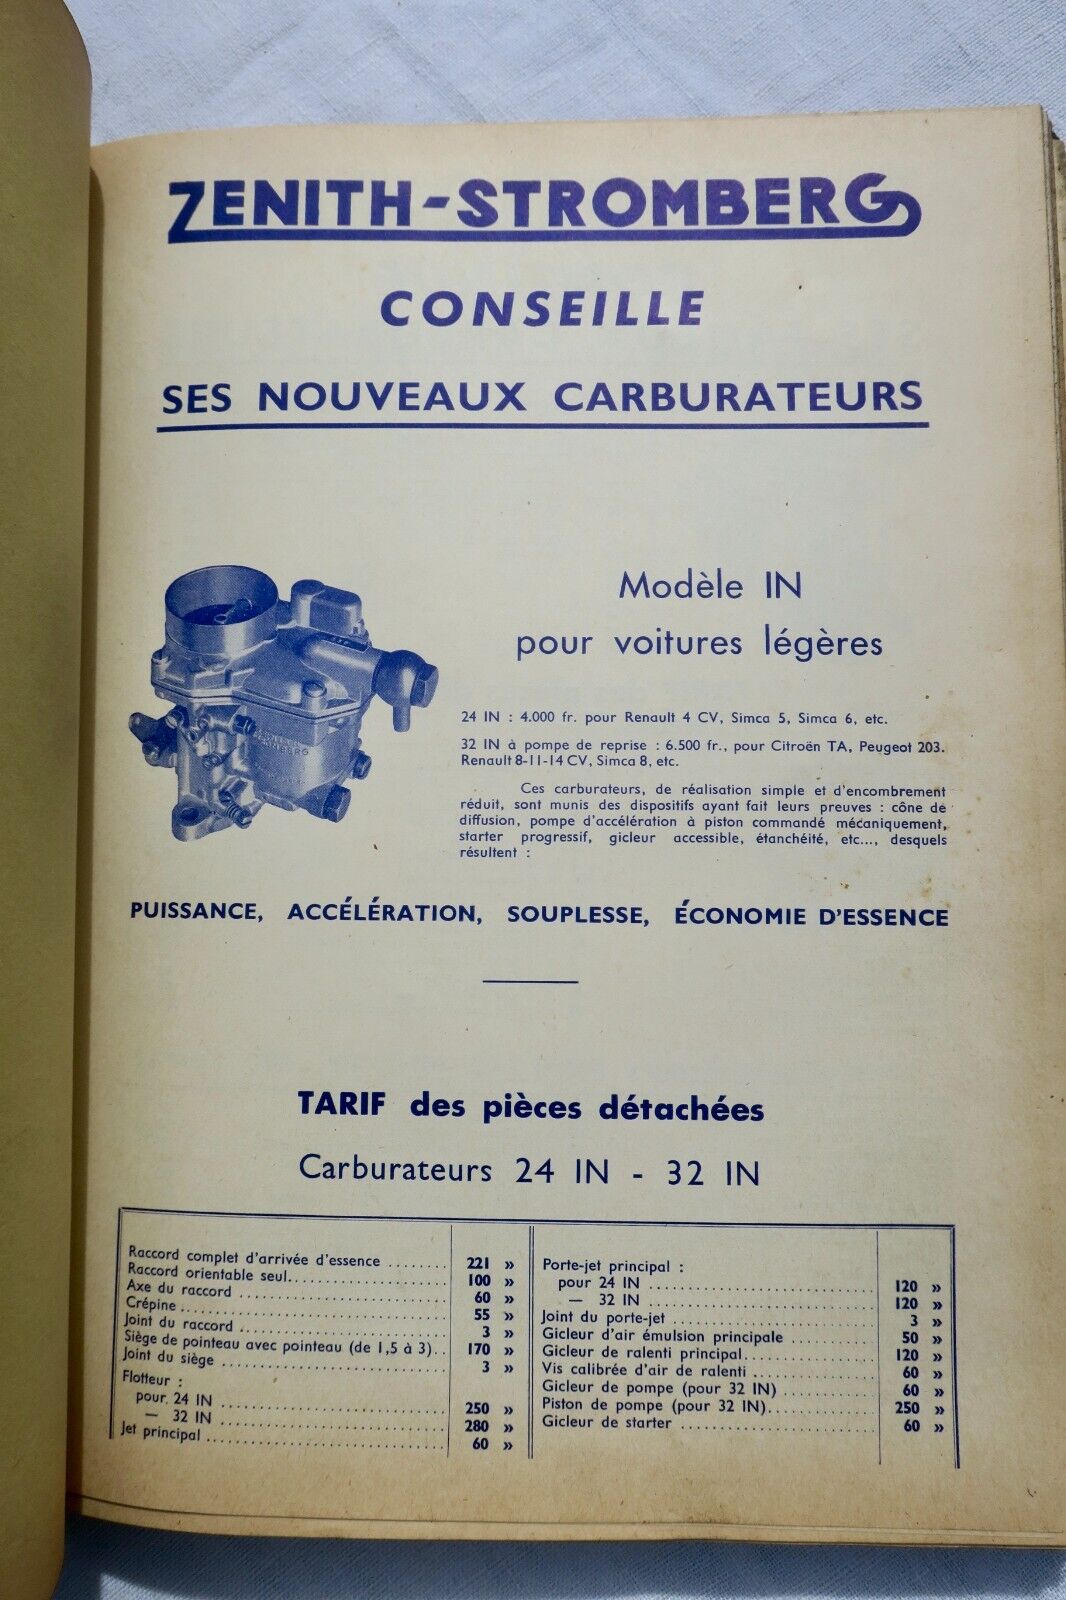 ZENITH-STROMBERG
CONSEILLE
SES NOUVEAUX CARBURATEURS
Modèle IN
pour voitures légères
24 IN : 4.000 fr. pour Renault 4 CV, Simca 5, Simca 6, etc.
32 IN à pompe de reprise : 6.500 fr., pour Citroën TA, Peugeot 203.
Renault 8-11-14 CV, Simca 8, etc.
Ces carburateurs, de réalisation simple et d'encombrement
réduit, sont munis des dispositifs ayant fait leurs preuves : cône de
diffusion, pompe d'accélération à piston commandé mécaniquement,
starter progressif, gicleur accessible, étanchéité, etc..., desquels
résultent :
PUISSANCE, ACCÉLÉRATION, SOUPLESSE, ÉCONOMIE D'ESSENCE
TARIF des pièces détachées
Carburateurs 24 IN - 32 IN
Raccord complet d'arrivée d'essence ........ 221 »
Raccord orientable seul........ 100 »
Axe du raccord ........ 60 »
Crépine ........ 55 »
Joint du raccord ........ 3 »
Siège de pointeau avec pointeau (de 1,5 à 3).. 170 »
Joint du siège ........ 3 »
Flotteur :
pour 24 IN ........ 250 »
— 32 IN ........ 280 »
Jet principal ........ 60 »
Porte-jet principal :
pour 24 IN ........ 120 »
— 32 IN ........ 120 »
Joint du porte-jet ........ 3 »
Gicleur d'air émulsion principale ........ 50 »
Gicleur de ralenti principal........ 120 »
Vis calibrée d'air de ralenti ........ 60 »
Gicleur de pompe (pour 32 IN) ........ 60 »
Piston de pompe (pour 32 IN)........ 250 »
Gicleur de starter ........ 60 »